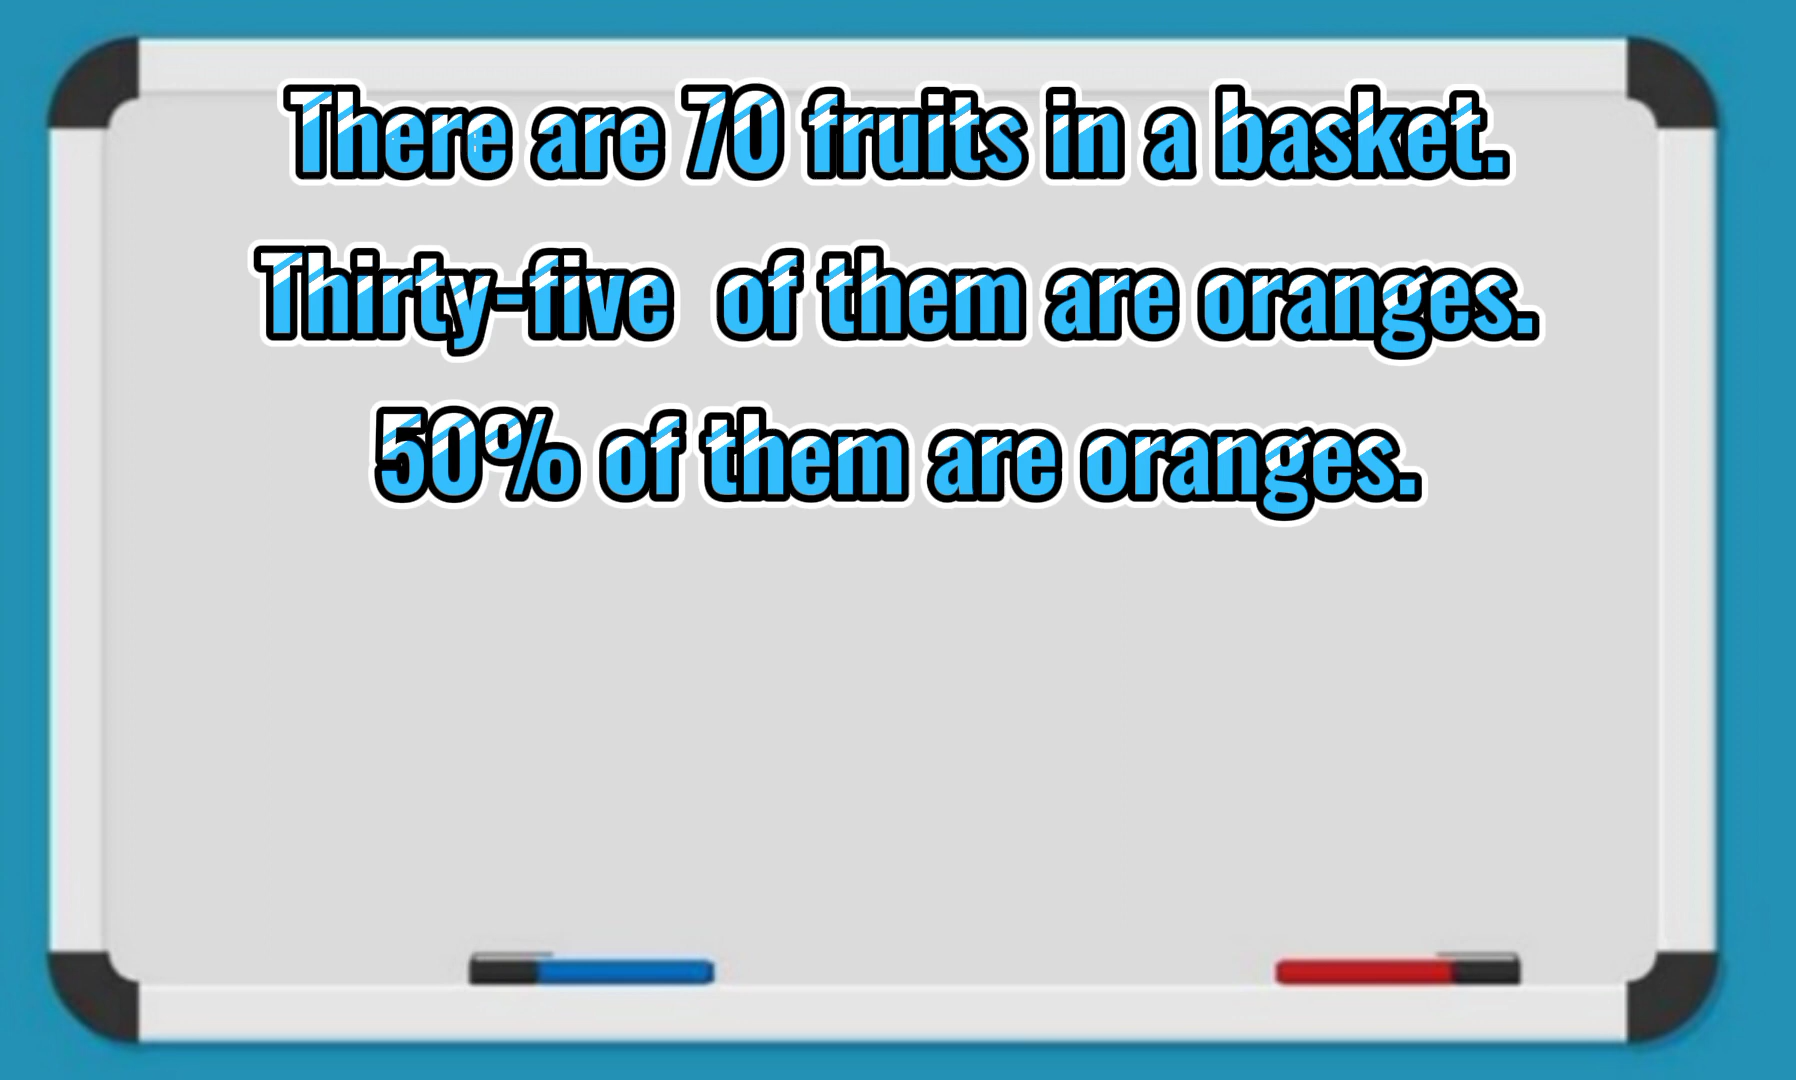 There are 70 fruits in a basket.
Thirty-five  of them are oranges.
50% of them are oranges.